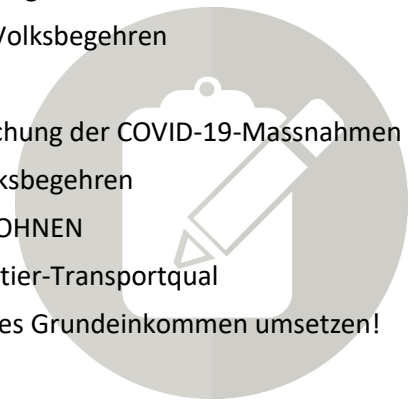 Volksbegehren
chung der COVID-19-Massnahmen
ksbegehren
OHNEN
tier-Transportqual
es Grundeinkommen umsetzen!